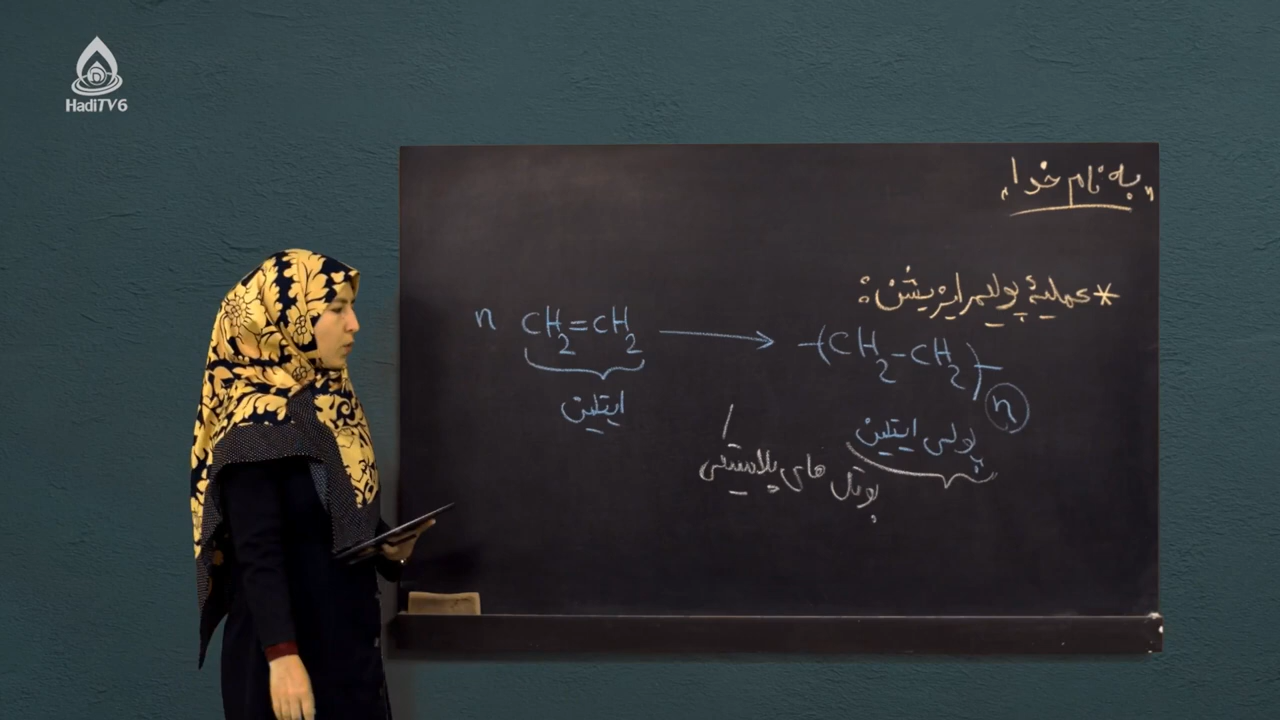 HadiTV6
"به نام خدا"
* عملیهٔ پولیمرایزیشن :
n CH2=CH2 → -(CH2-CH2)-n
ایتلین
پولی ایتلین
بوتل های پلاستیکی